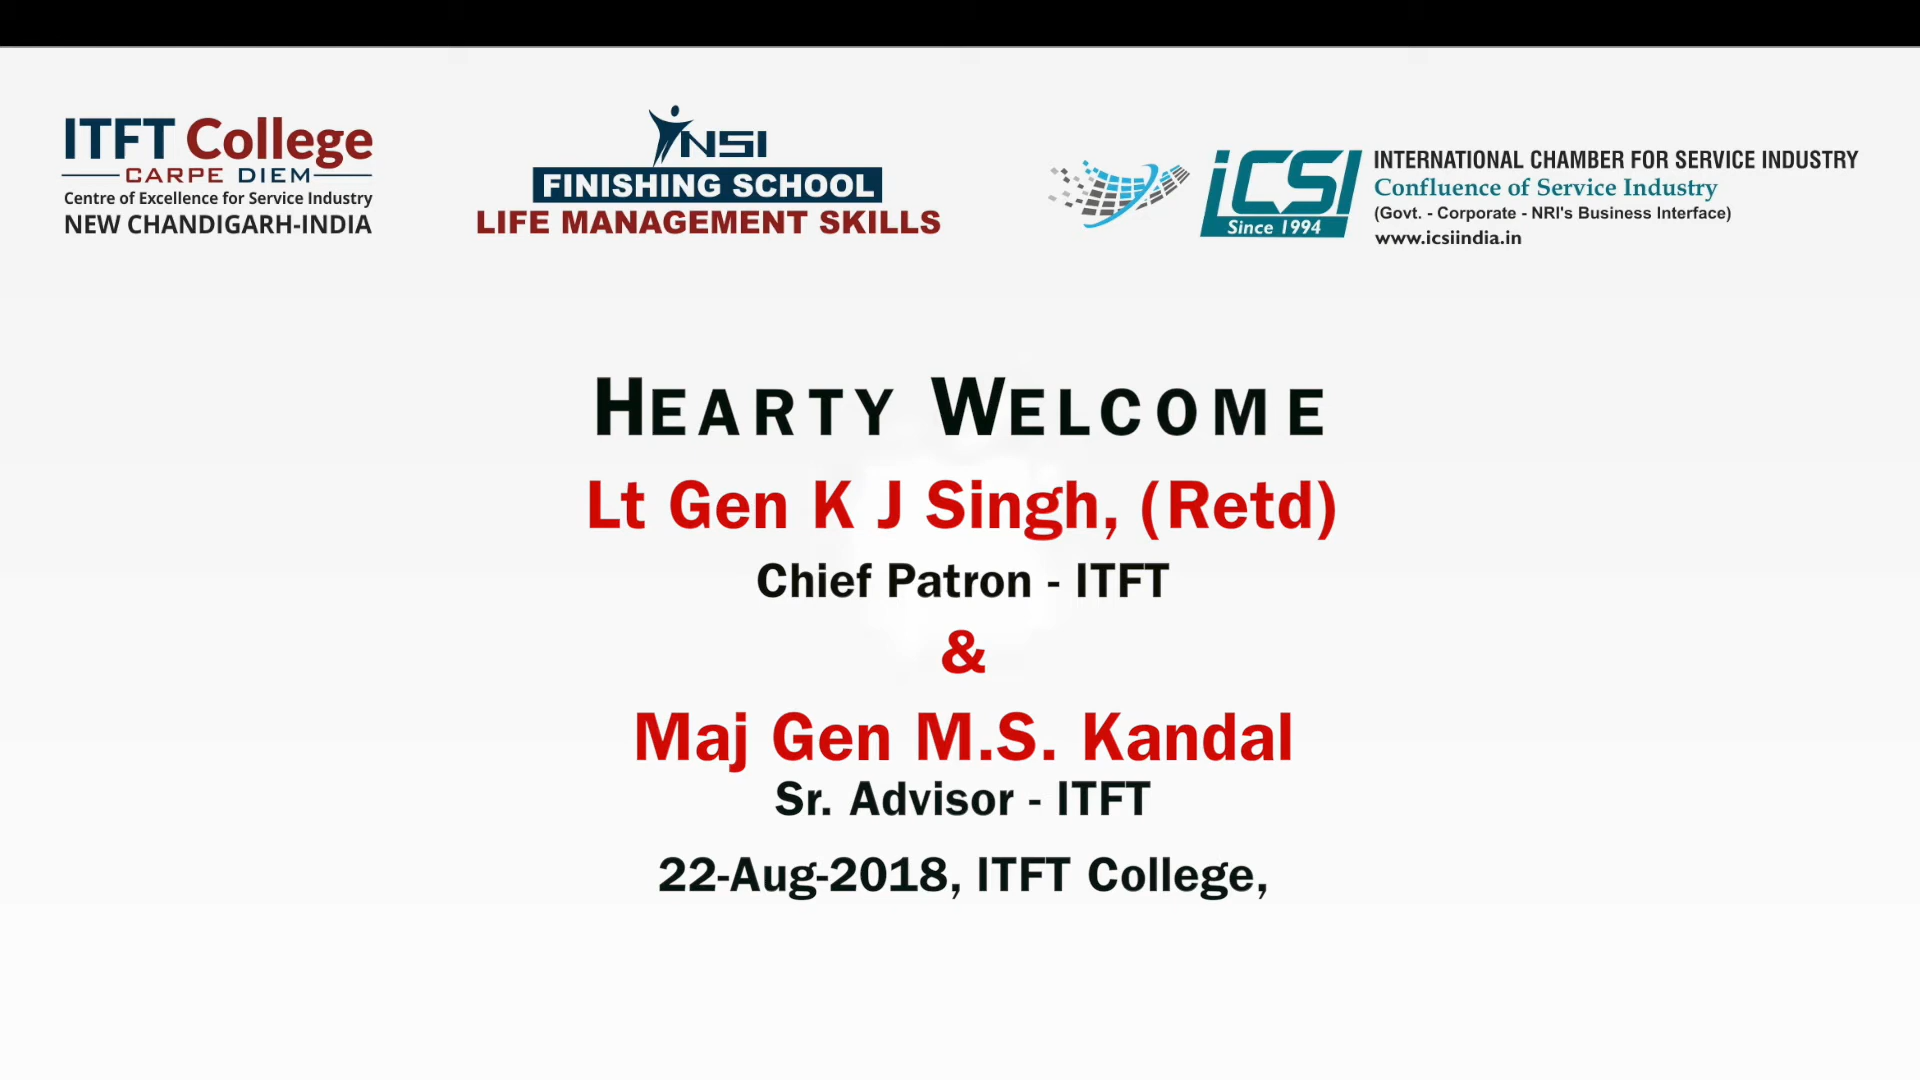 ITFT College
CARPE DIEM
Centre of Excellence for Service Industry
NEW CHANDIGARH-INDIA
NSI
FINISHING SCHOOL
LIFE MANAGEMENT SKILLS
iCSI
Since 1994
INTERNATIONAL CHAMBER FOR SERVICE INDUSTRY
Confluence of Service Industry
(Govt. - Corporate - NRI's Business Interface)
www.icsiindia.in
HEARTY WELCOME
Lt Gen K J Singh, (Retd)
Chief Patron - ITFT
&
Maj Gen M.S. Kandal
Sr. Advisor - ITFT
22-Aug-2018, ITFT College,